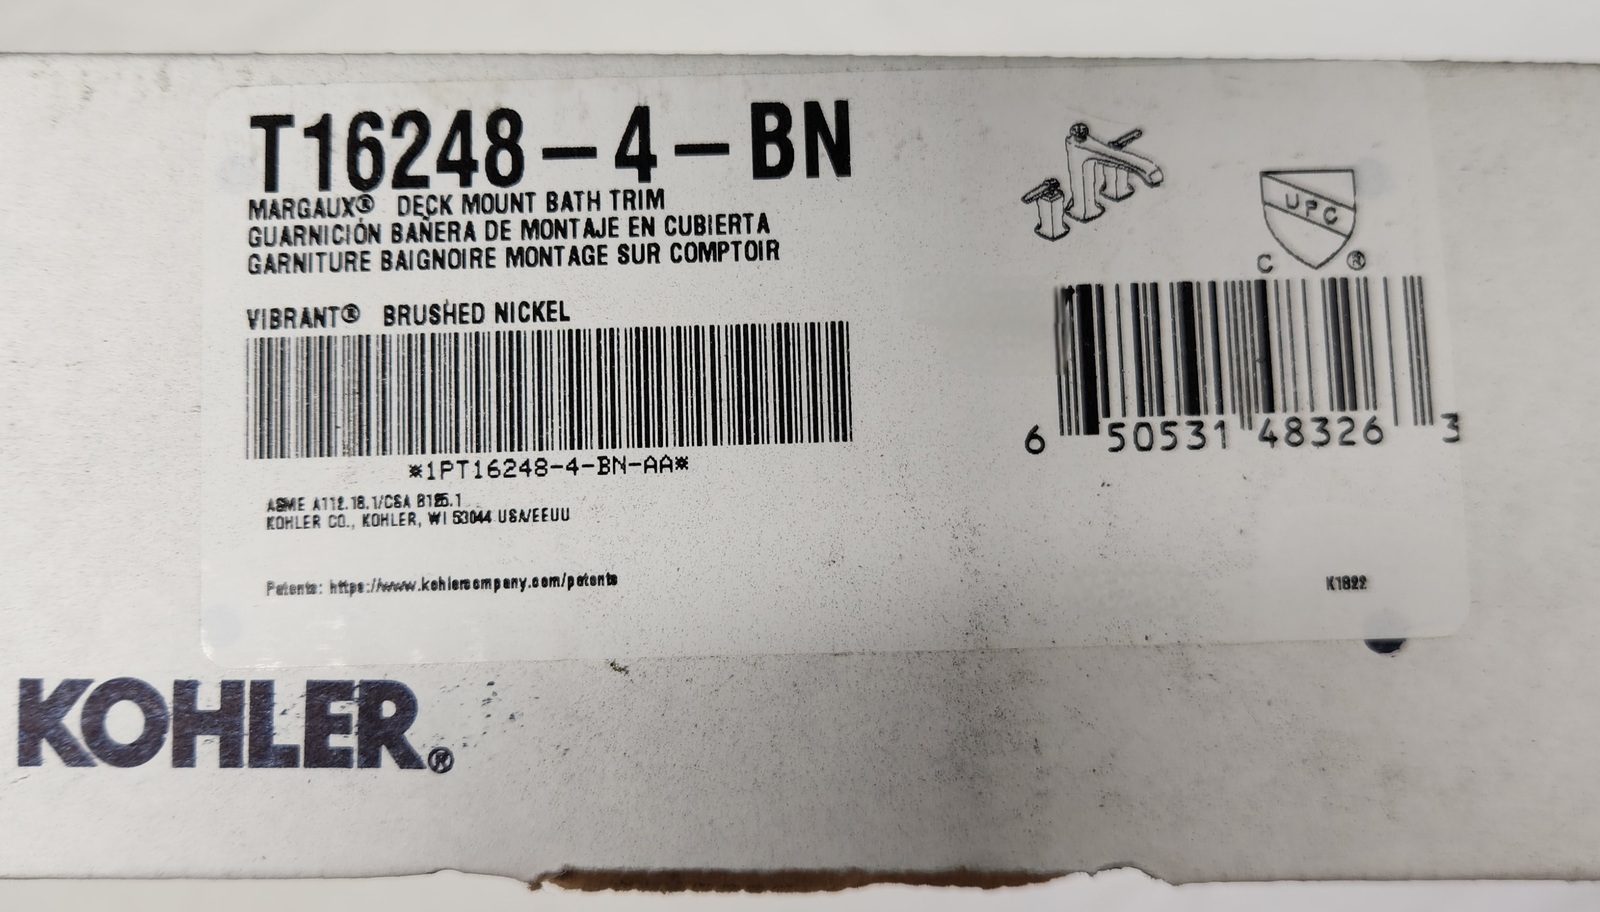 T16248-4-BN
MARGAUX® DECK MOUNT BATH TRIM
GUARNICIÓN BAÑERA DE MONTAJE EN CUBIERTA
GARNITURE BAIGNOIRE MONTAGE SUR COMPTOIR
VIBRANT® BRUSHED NICKEL
*1PT16248-4-BN-AA*
ASME A112.18.1/CSA B125.1
KOHLER CO., KOHLER, WI 53044 USA/EEUU
Patents: https://www.kohlercompany.com/patents
UPC
C ®
6 50531 48326 3
K1822
KOHLER®